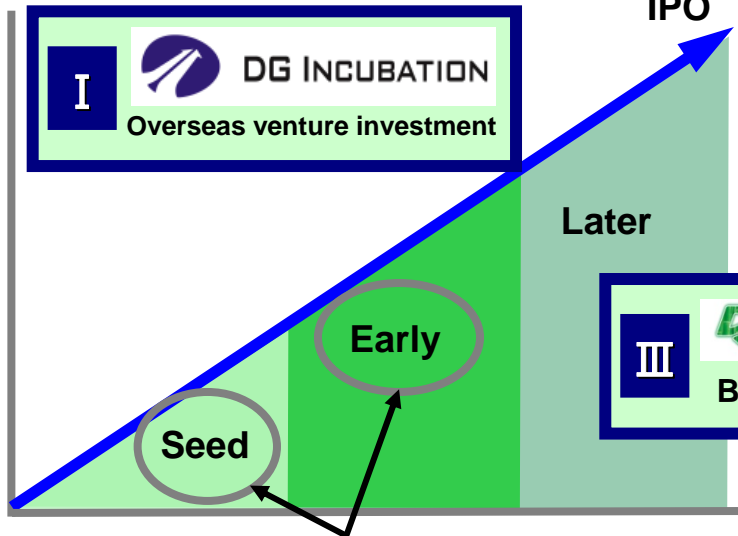 IPO
I
DG INCUBATION
Overseas venture investment
Later
Early
III
B
Seed